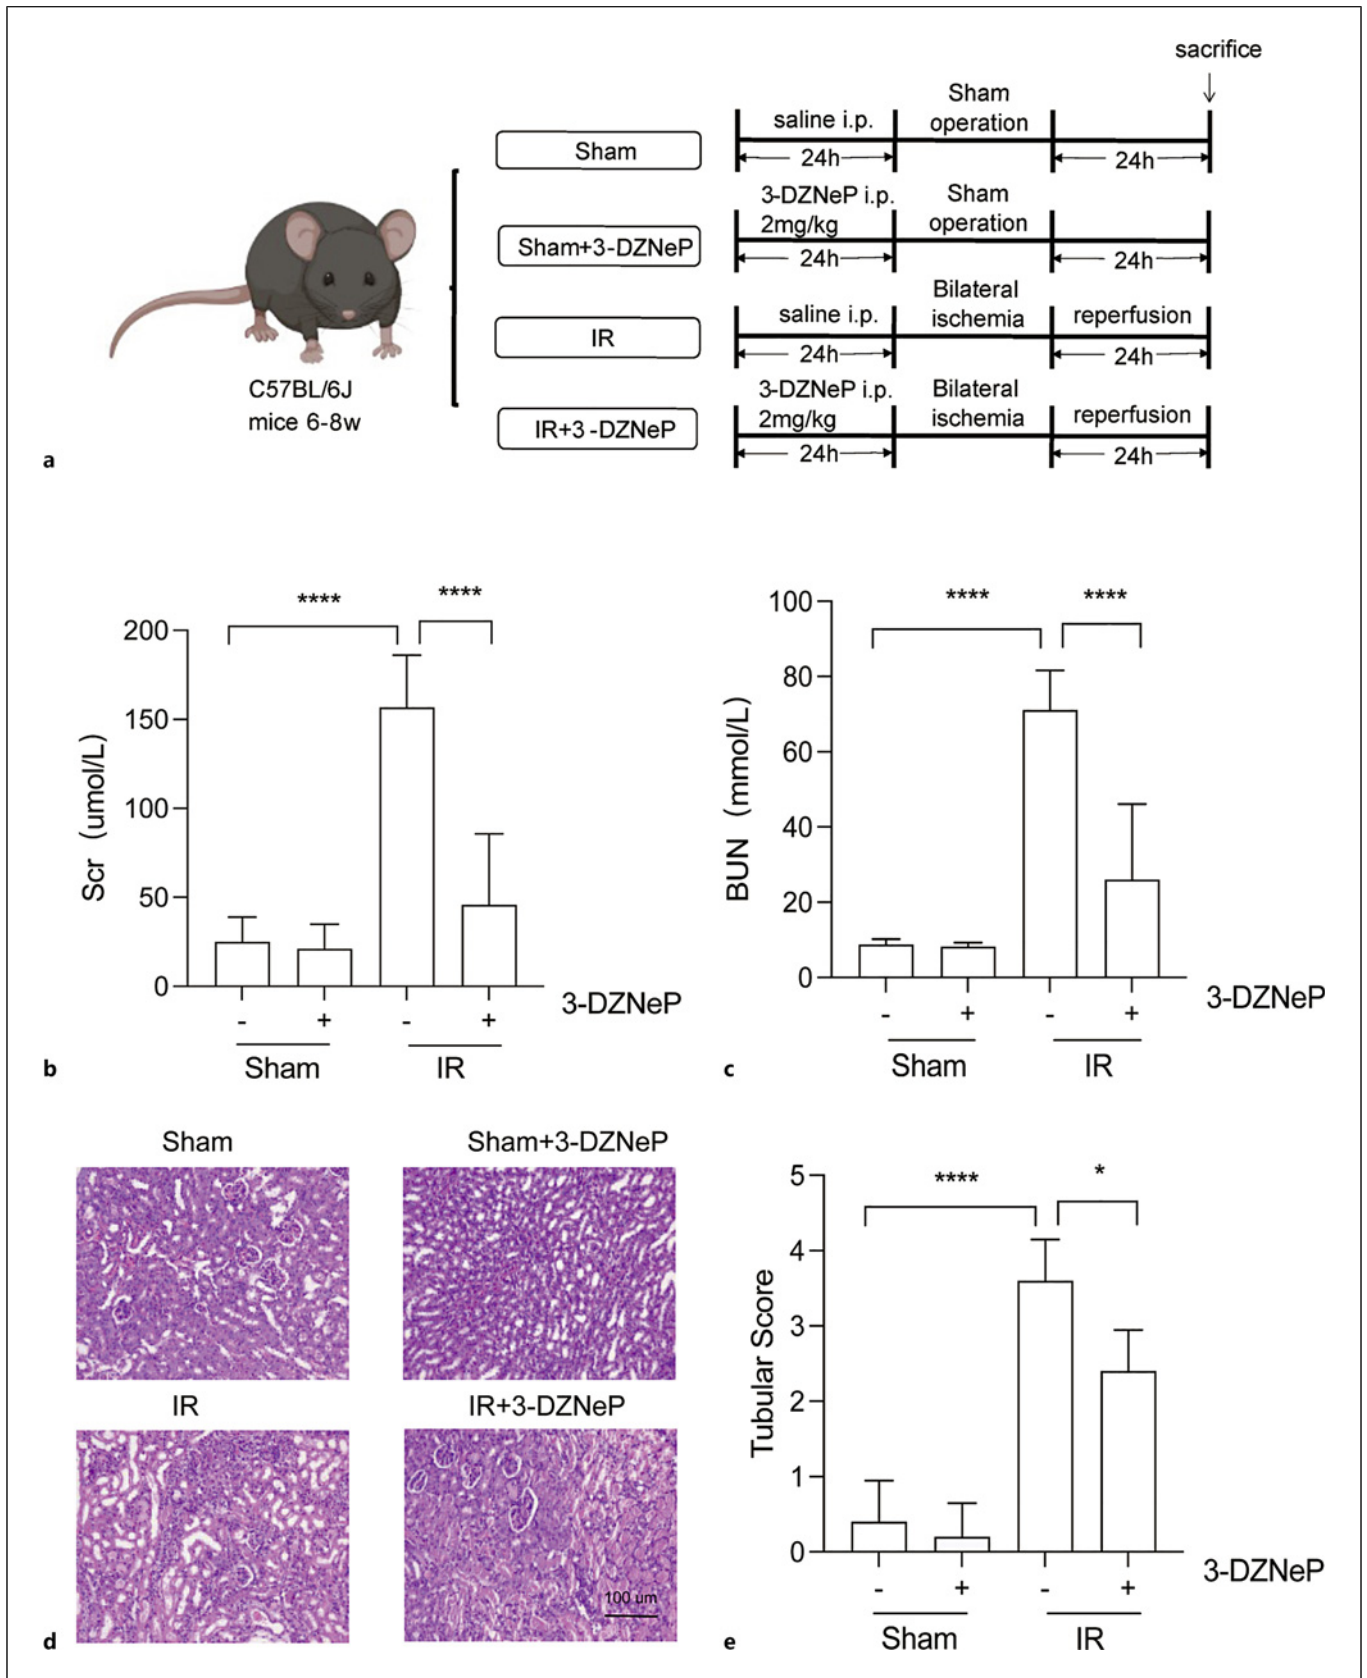 sacrifice
Sham
saline i.p.
Sham
operation
24h
24h
Sham+3-DZNeP
3-DZNeP i.p.
2mg/kg
Sham
operation
24h
24h
IR
saline i.p.
Bilateral
ischemia
reperfusion
24h
24h
IR+3-DZNeP
3-DZNeP i.p.
2mg/kg
Bilateral
ischemia
reperfusion
24h
24h
C57BL/6J
mice 6-8w
a
****
****
200
150
100
50
0
Scr (umol/L)
- + - +
3-DZNeP
Sham IR
b
****
****
100
80
60
40
20
0
BUN (mmol/L)
- + - +
3-DZNeP
Sham IR
c
Sham
Sham+3-DZNeP
IR
IR+3-DZNeP
100 um
d
****
*
5
4
3
2
1
0
Tubular Score
- + - +
3-DZNeP
Sham IR
e